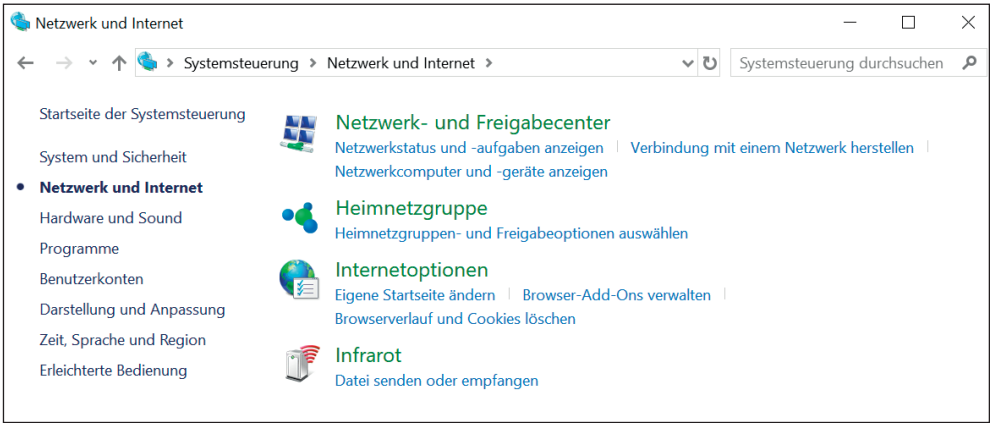 Netzwerk und Internet
Systemsteuerung > Netzwerk und Internet >
Systemsteuerung durchsuchen
Startseite der Systemsteuerung
System und Sicherheit
Netzwerk und Internet
Hardware und Sound
Programme
Benutzerkonten
Darstellung und Anpassung
Zeit, Sprache und Region
Erleichterte Bedienung
Netzwerk- und Freigabecenter
Netzwerkstatus und -aufgaben anzeigen | Verbindung mit einem Netzwerk herstellen |
Netzwerkcomputer und -geräte anzeigen
Heimnetzgruppe
Heimnetzgruppen- und Freigabeoptionen auswählen
Internetoptionen
Eigene Startseite ändern | Browser-Add-Ons verwalten |
Browserverlauf und Cookies löschen
Infrarot
Datei senden oder empfangen